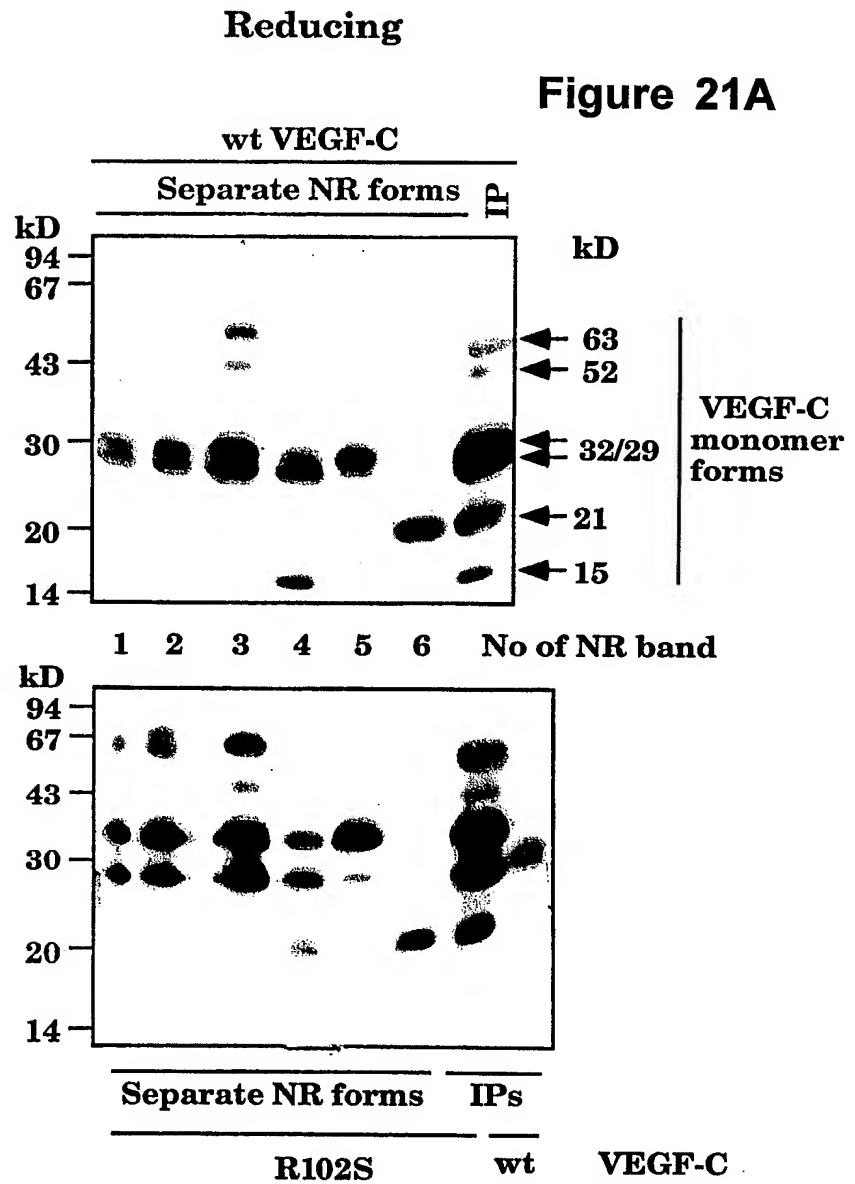 Reducing
Figure 21A
wt VEGF-C
Separate NR forms
IP
kD
kD
94
67
63
43
52
VEGF-C
monomer
forms
30
32/29
21
20
15
14
1 2 3 4 5 6 No of NR band
kD
94
67
43
30
20
14
Separate NR forms IPs
R102S wt VEGF-C